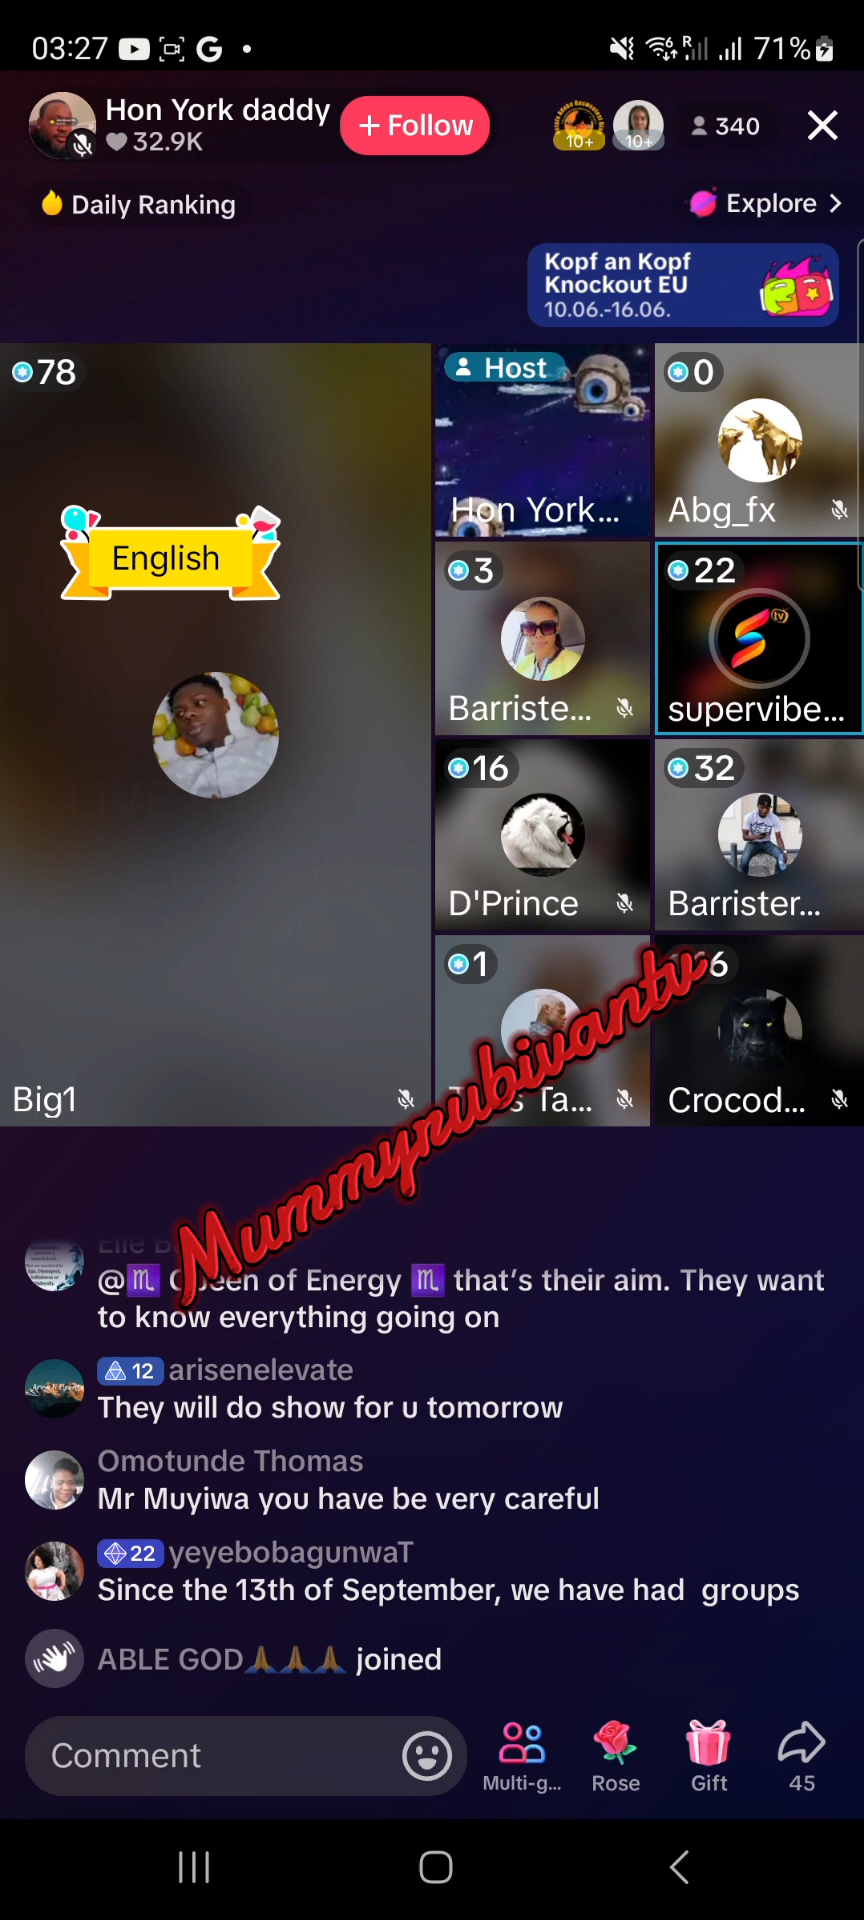 03:27
G
R
71%
Hon York daddy
32.9K
+ Follow
10+
10+
340
Daily Ranking
Explore
Kopf an Kopf
Knockout EU
10.06.-16.06.
78
Host
0
Hon York...
Abg_fx
English
3
22
tv
Barriste...
supervibe...
16
32
D'Prince
Barrister...
1
6
Ta...
Crocod...
Big1
Mummyrubivantv
Elle
@♏ Queen of Energy ♏ that's their aim. They want
to know everything going on
12 arisenelevate
They will do show for u tomorrow
Omotunde Thomas
Mr Muyiwa you have be very careful
22 yeyebobagunwaT
Since the 13th of September, we have had groups
ABLE GOD🙏🏾🙏🏾🙏🏾 joined
Comment
Multi-g...
Rose
Gift
45